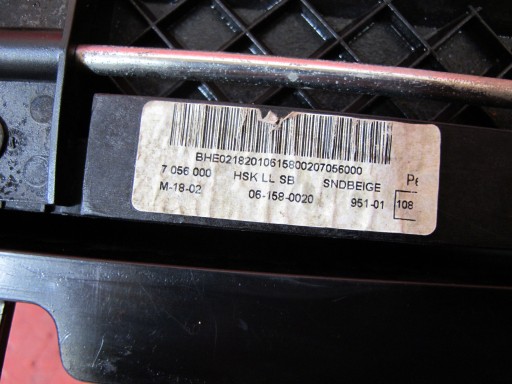 BHE02182010615800207056000
7 056 000 HSK LL SB SNDBEIGE
M-18-02 06-158-0020 951-01 108